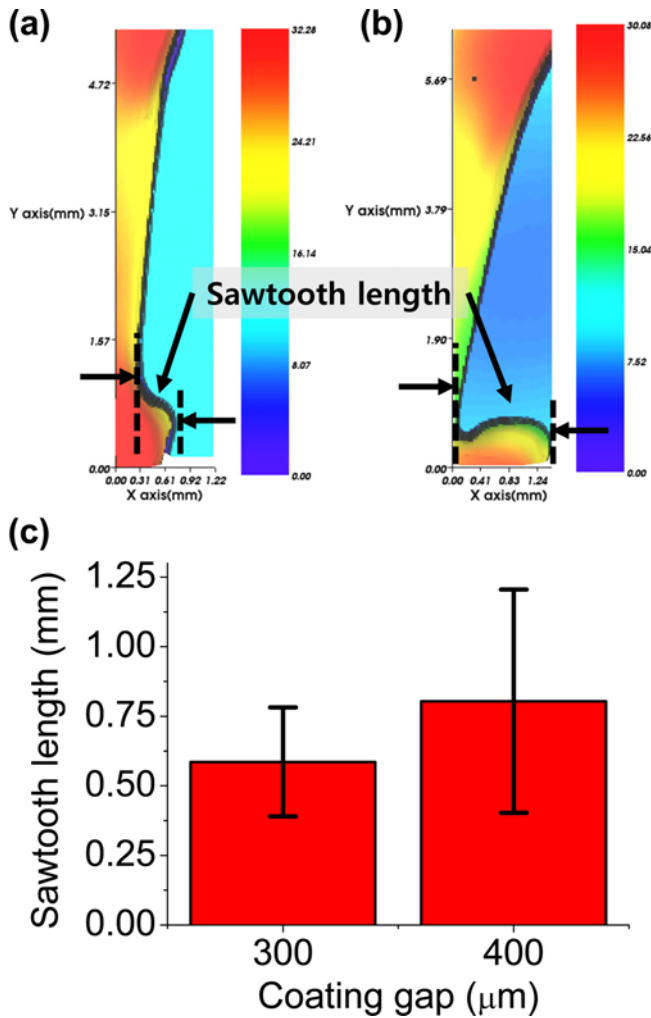 (a)
32.28
24.21
16.14
8.07
0.00
4.72
3.15
1.57
0.00
Y axis(mm)
0.00 0.31 0.61 0.92 1.22
X axis(mm)
(b)
30.08
22.56
15.04
7.52
0.00
5.69
3.79
1.90
0.00
Y axis(mm)
0.00 0.41 0.83 1.24
X axis(mm)
Sawtooth length
(c)
Sawtooth length (mm)
1.25
1.00
0.75
0.50
0.25
0.00
300 400
Coating gap (μm)